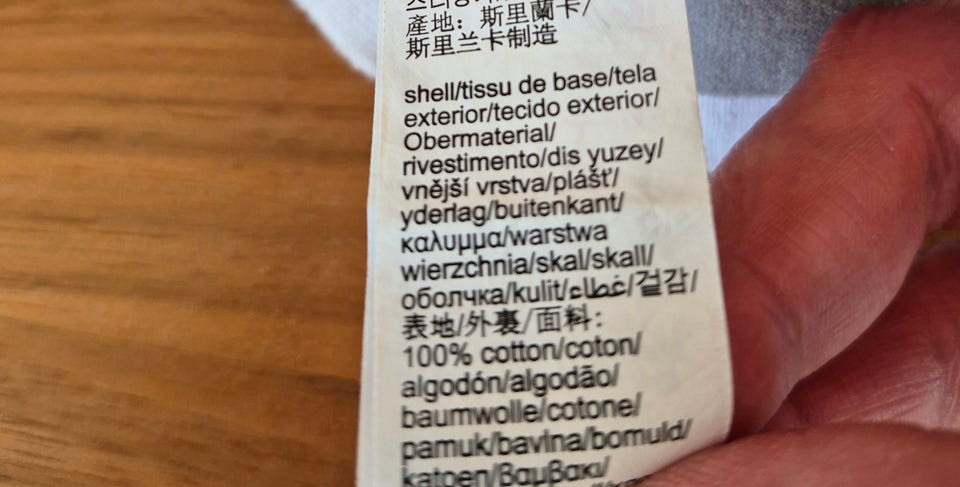 產地：斯里蘭卡/
斯里兰卡制造
shell/tissu de base/tela
exterior/tecido exterior/
Obermaterial/
rivestimento/dis yuzey/
vnější vrstva/plášť/
yderlag/buitenkant/
καλυμμα/warstwa
wierzchnia/skal/skall/
оболчка/kulit/غطاء/겉감/
表地/外裏/面料：
100% cotton/coton/
algodón/algodão/
baumwolle/cotone/
pamuk/bavlna/bomuld/
katoen/βαμβακι/